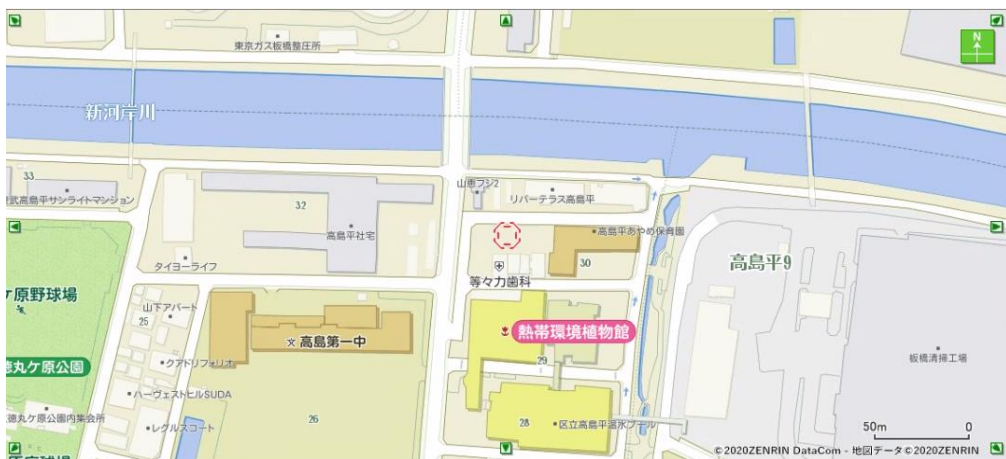 N
東京ガス板橋整圧所
新河岸川
33
武高島平サンライトマンション
32
高島平社宅
タイヨーライフ
山恵フジ2
リバーテラス高島平
高島平あやめ保育園
30
等々力歯科
高島平9
ケ原野球場
山下アパート
25
徳丸ケ原公園
クアドリフォリオ
文 高島第一中
熱帯環境植物館
29
板橋清掃工場
ハーヴェストヒルSUDA
徳丸ケ原公園内集会所
レグルスコート
26
28
区立高島平温水プール
50m 0
©2020ZENRIN DataCom - 地図データ©2020ZENRIN